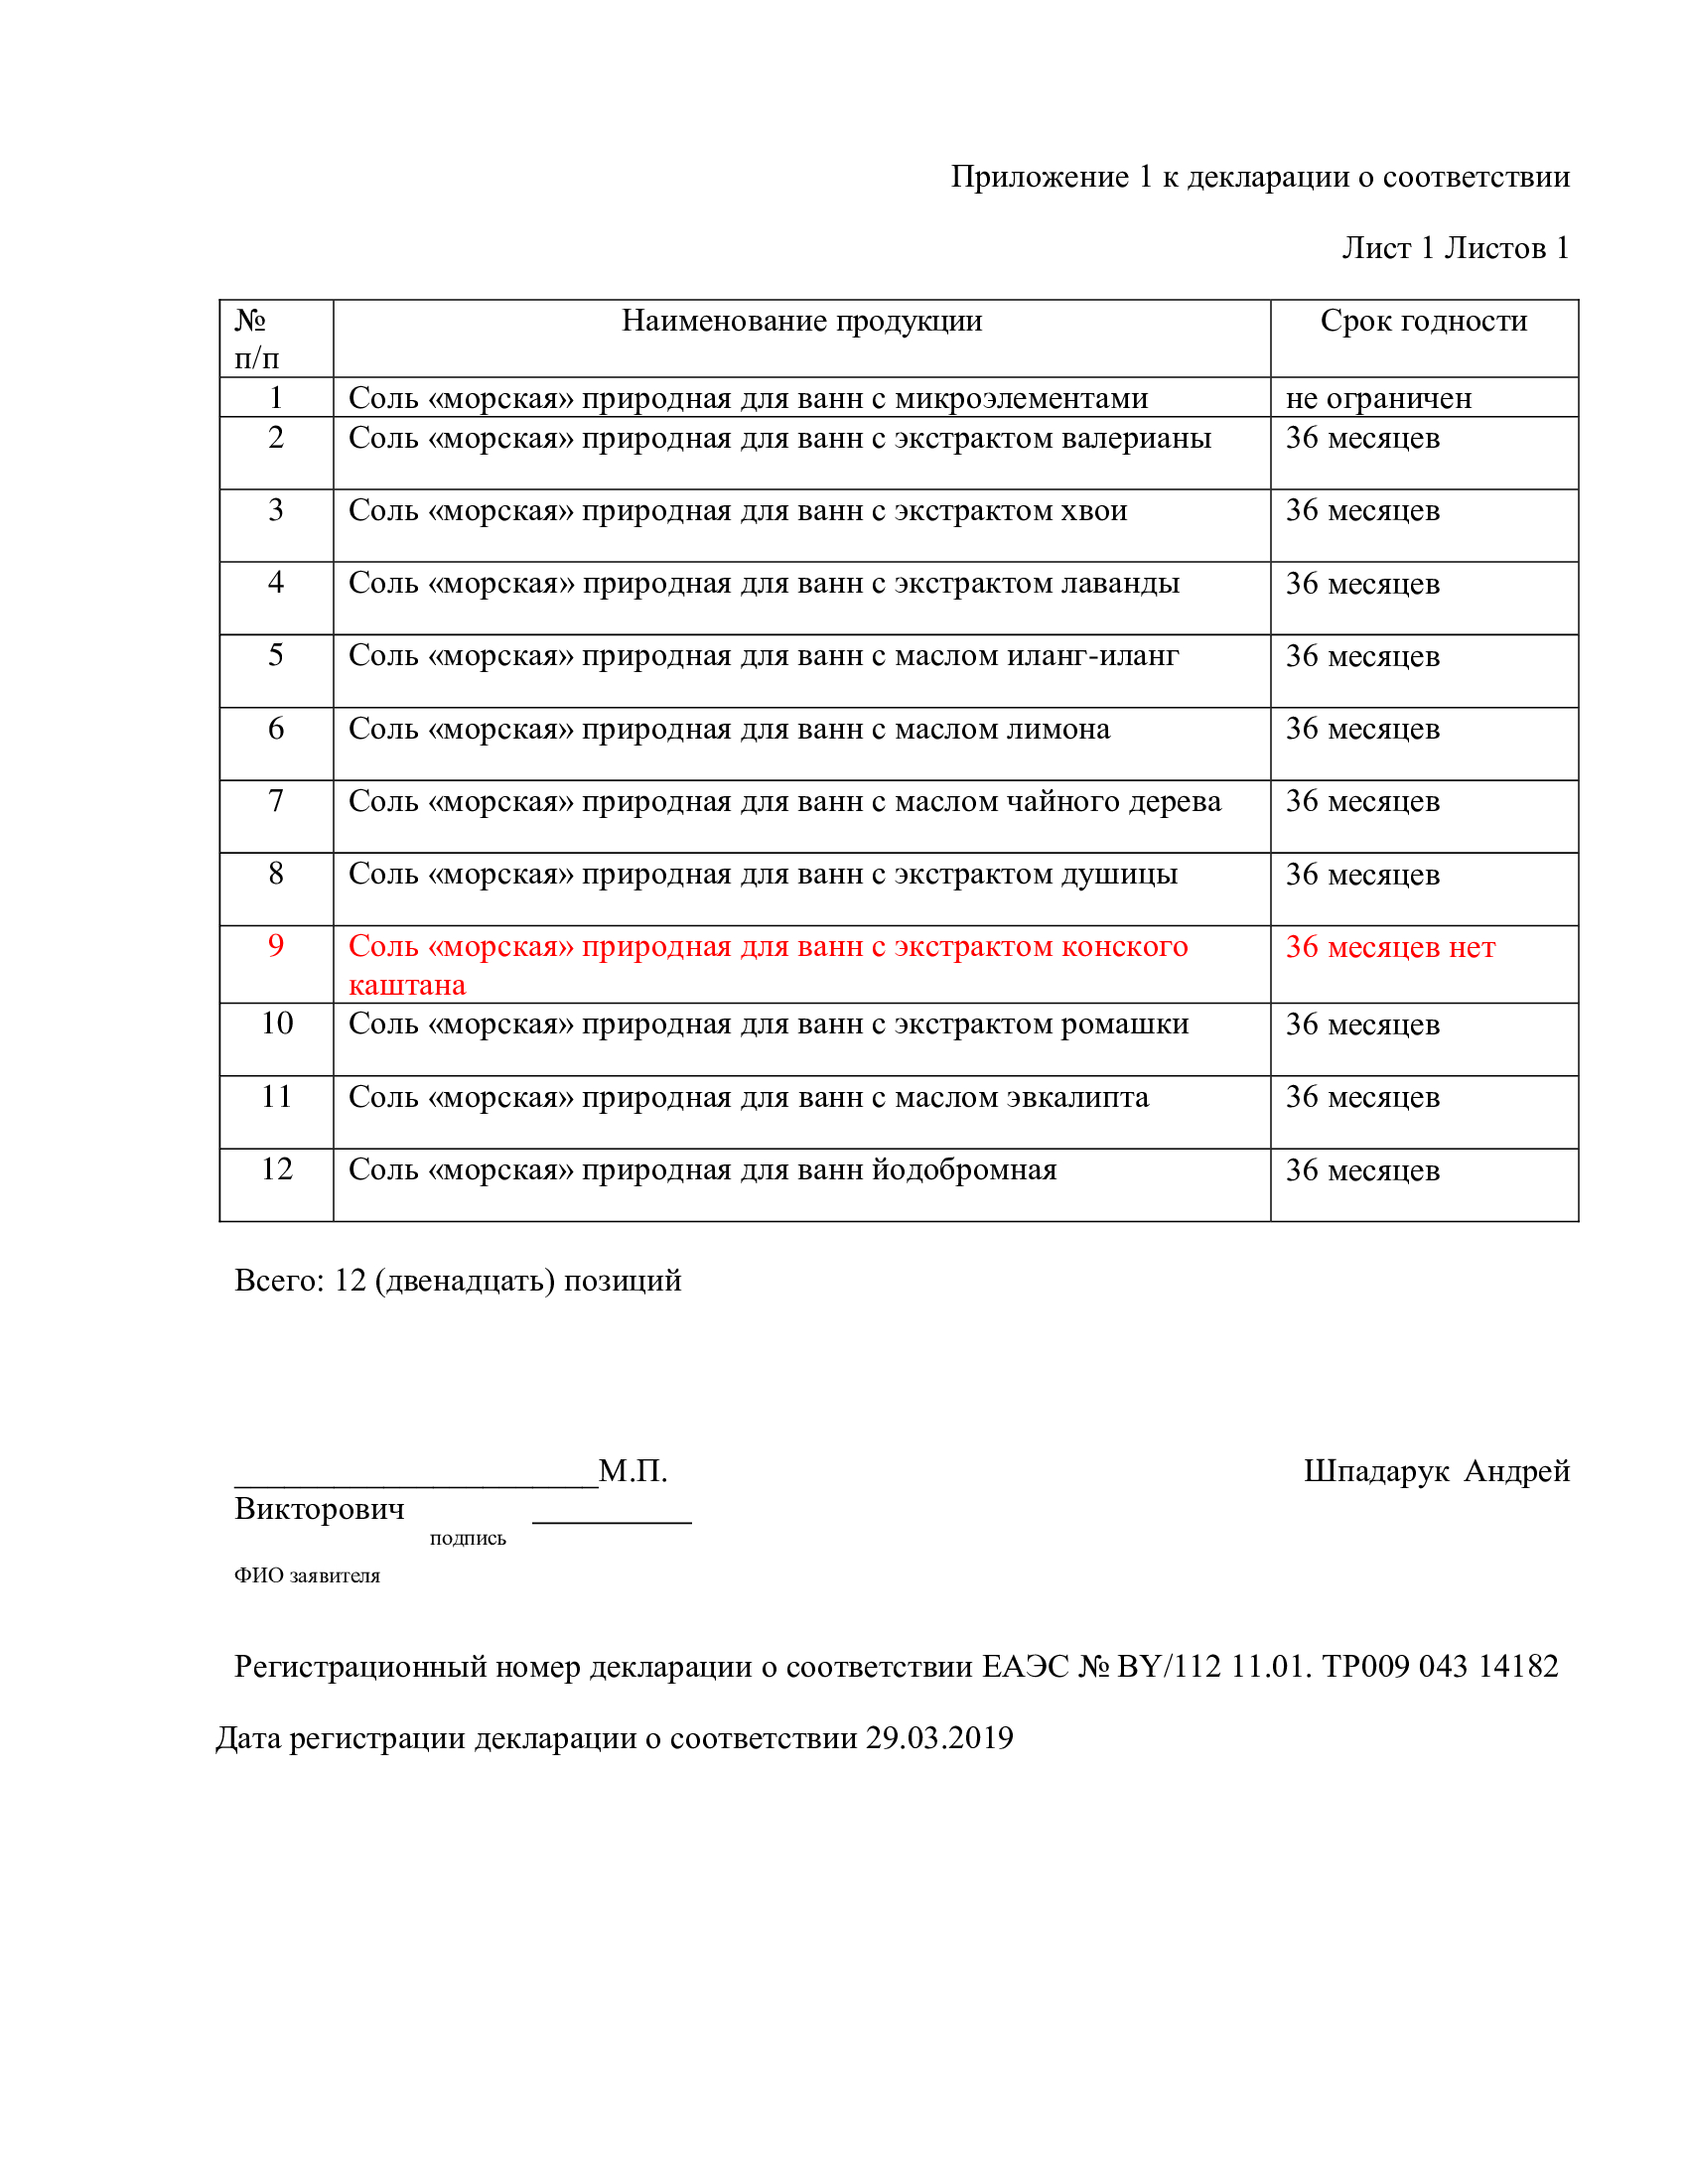 Приложение 1 к декларации о соответствии
Лист 1 Листов 1
№ Наименование продукции Срок годности
п/п
1 Соль «морская» природная для ванн с микроэлементами не ограничен
2 Соль «морская» природная для ванн с экстрактом валерианы 36 месяцев
3 Соль «морская» природная для ванн с экстрактом хвои 36 месяцев
4 Соль «морская» природная для ванн с экстрактом лаванды 36 месяцев
5 Соль «морская» природная для ванн с маслом иланг-иланг 36 месяцев
6 Соль «морская» природная для ванн с маслом лимона 36 месяцев
7 Соль «морская» природная для ванн с маслом чайного дерева 36 месяцев
8 Соль «морская» природная для ванн с экстрактом душицы 36 месяцев
9 Соль «морская» природная для ванн с экстрактом конского 36 месяцев нет
каштана
10 Соль «морская» природная для ванн с экстрактом ромашки 36 месяцев
11 Соль «морская» природная для ванн с маслом эвкалипта 36 месяцев
12 Соль «морская» природная для ванн йодобромная 36 месяцев
Всего: 12 (двенадцать) позиций
______________________М.П. Шпадарук Андрей
Викторович __________
подпись
ФИО заявителя
Регистрационный номер декларации о соответствии ЕАЭС № BY/112 11.01. ТР009 043 14182
Дата регистрации декларации о соответствии 29.03.2019